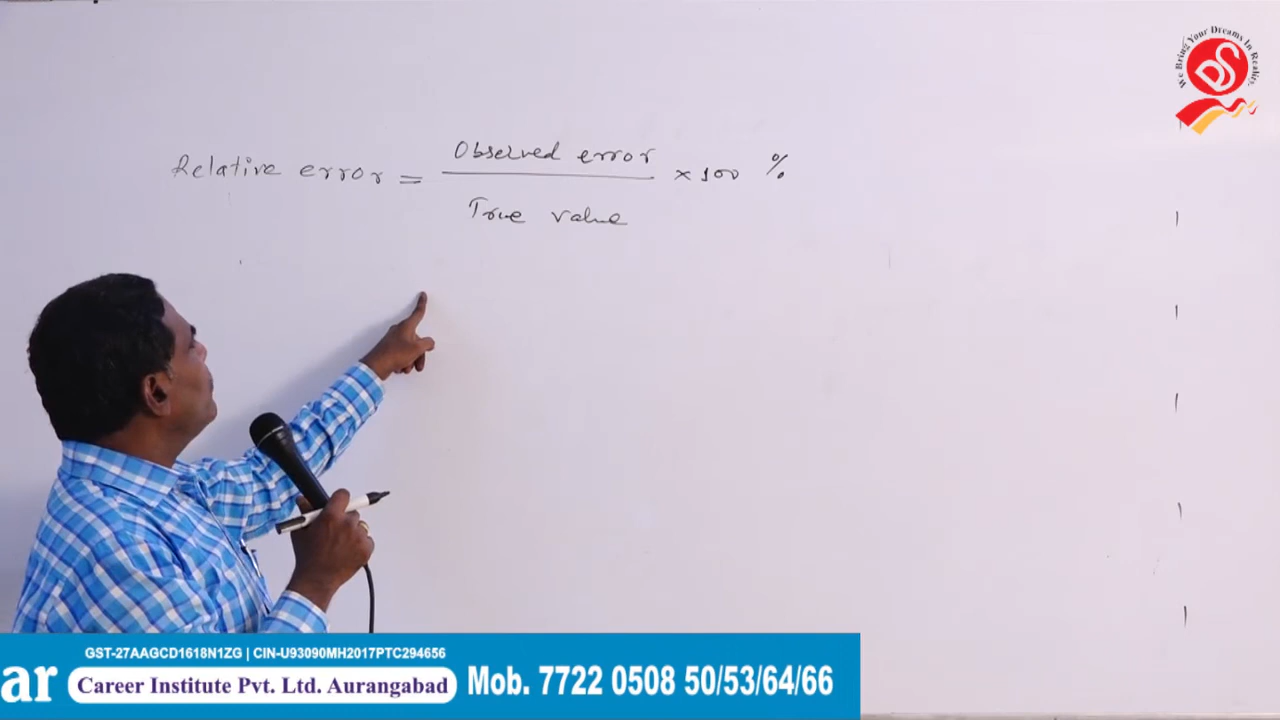 We Bring Your Dreams In Reality.
DS
Relative error = Observed error / True value × 100 %
GST-27AAGCD1618N1ZG | CIN-U93090MH2017PTC294656
ar Career Institute Pvt. Ltd. Aurangabad
Mob. 7722 0508 50/53/64/66